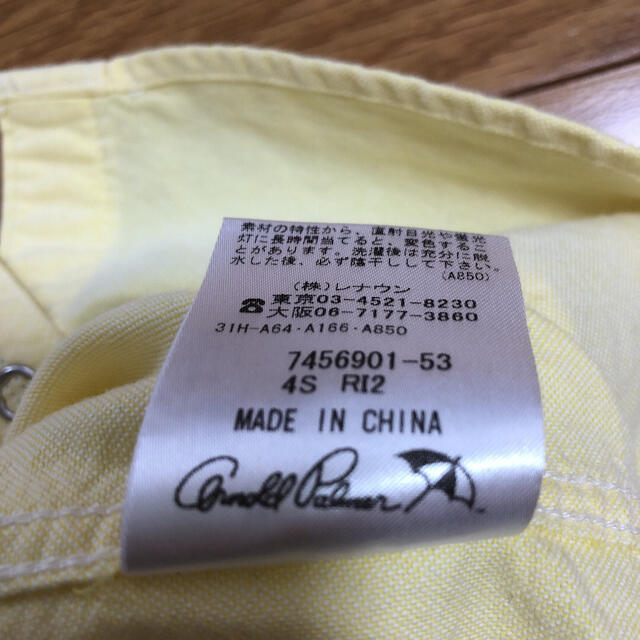 素材の特性から、直射日光や蛍光
灯に長時間当てると、変色すること
とがあります。洗濯後は充分に脱
水した後、必ず陰干しして下さい。
(A850)
(株)レナウン
☎東京03-4521-8230
☎大阪06-7177-3860
31H-A64・A166・A850
7456901-53
4S RI2
MADE IN CHINA
Arnold Palmer